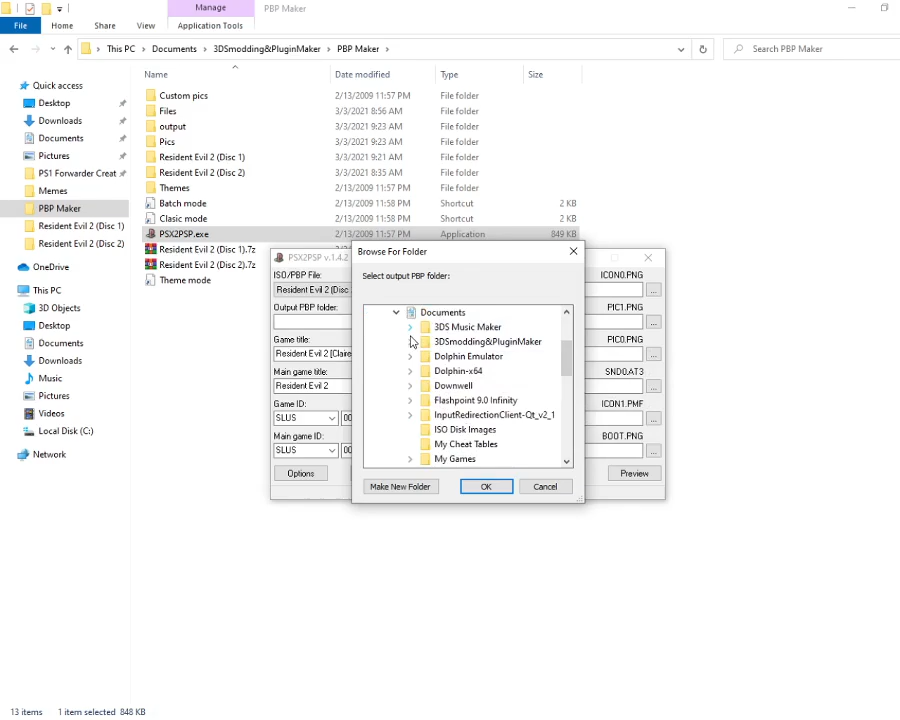 Manage
PBP Maker
File
Home
Share
View
Application Tools
This PC
Documents
3DSmodding&PluginMaker
PBP Maker
Search PBP Maker
Quick access
Desktop
Downloads
Documents
Pictures
PS1 Forwarder Creat
Memes
PBP Maker
Resident Evil 2 (Disc 1)
Resident Evil 2 (Disc 2)
OneDrive
This PC
3D Objects
Desktop
Documents
Downloads
Music
Pictures
Videos
Local Disk (C:)
Network
Name Date modified Type Size
Custom pics 2/13/2009 11:57 PM File folder
Files 3/3/2021 8:56 AM File folder
output 3/3/2021 9:23 AM File folder
Pics 3/3/2021 9:23 AM File folder
Resident Evil 2 (Disc 1) 3/3/2021 9:21 AM File folder
Resident Evil 2 (Disc 2) 3/3/2021 8:35 AM File folder
Themes 2/13/2009 11:57 PM File folder
Batch mode 2/13/2009 11:58 PM Shortcut 2 KB
Clasic mode 2/13/2009 11:58 PM Shortcut 2 KB
PSX2PSP.exe 2/13/2009 11:57 PM Application 849 KB
Resident Evil 2 (Disc 1).7z
Resident Evil 2 (Disc 2).7z
Theme mode
PSX2PSP v.1.4.2
ISO/PBP File:
Resident Evil 2 (Disc
Output PBP folder:
Game title:
Resident Evil 2 [Claire
Main game title:
Resident Evil 2
Game ID:
SLUS 00
Main game ID:
SLUS 00
Options
ICON0.PNG
...
PIC1.PNG
...
PIC0.PNG
...
SND0.AT3
...
ICON1.PMF
...
BOOT.PNG
...
Preview
Browse For Folder
Select output PBP folder:
Documents
3DS Music Maker
3DSmodding&PluginMaker
Dolphin Emulator
Dolphin-x64
Downwell
Flashpoint 9.0 Infinity
InputRedirectionClient-Qt_v2_1
ISO Disk Images
My Cheat Tables
My Games
Make New Folder
OK
Cancel
13 items 1 item selected 848 KB